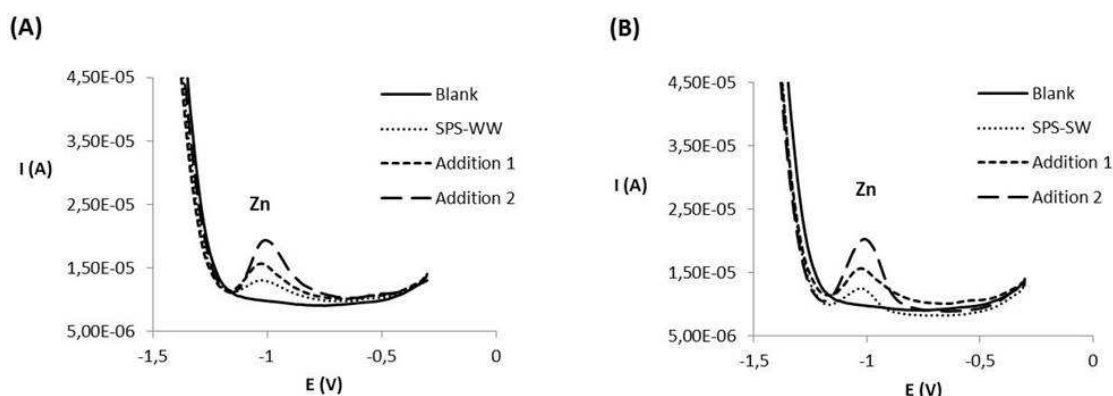 (A)
4,50E-05
3,50E-05
I (A)
2,50E-05
1,50E-05
5,00E-06
Zn
Blank
SPS-WW
Addition 1
Addition 2
-1,5
-1
-0,5
0
E (V)
(B)
4,50E-05
3,50E-05
I (A)
2,50E-05
1,50E-05
5,00E-06
Zn
Blank
SPS-SW
Addition 1
Adition 2
-1,5
-1
-0,5
0
E (V)